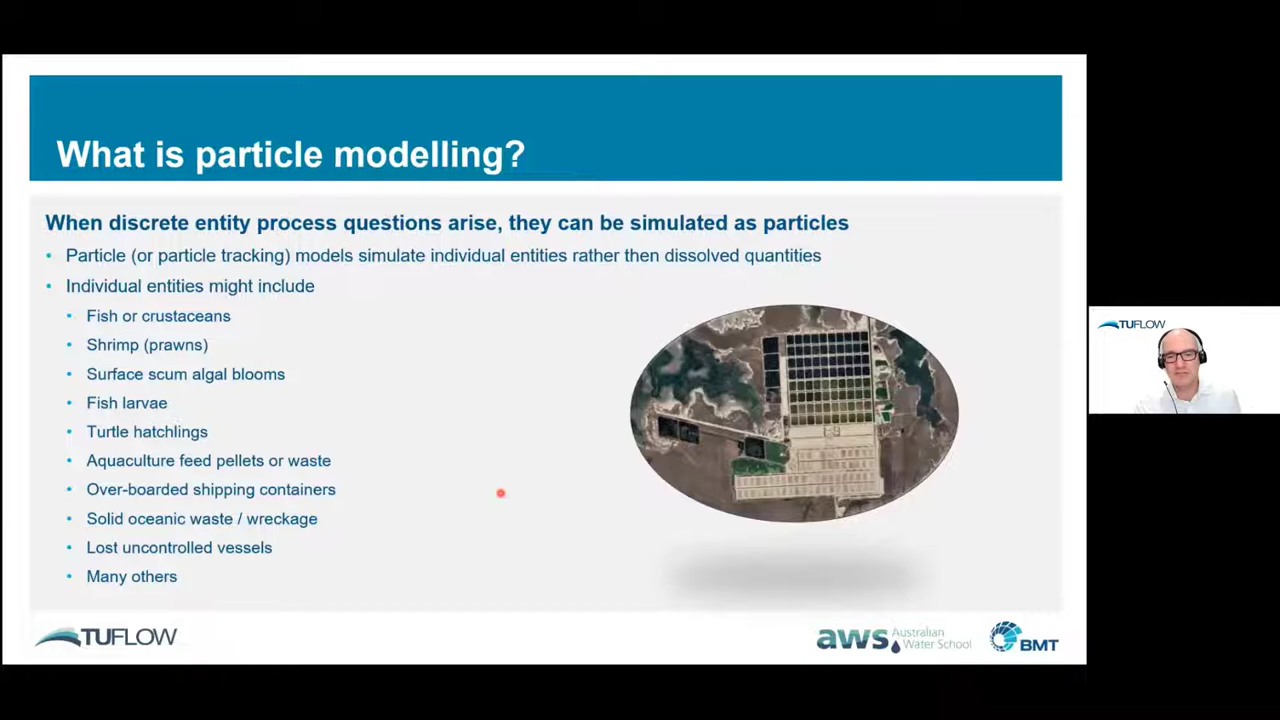 What is particle modelling?
When discrete entity process questions arise, they can be simulated as particles
• Particle (or particle tracking) models simulate individual entities rather then dissolved quantities
• Individual entities might include
• Fish or crustaceans
• Shrimp (prawns)
• Surface scum algal blooms
• Fish larvae
• Turtle hatchlings
• Aquaculture feed pellets or waste
• Over-boarded shipping containers
• Solid oceanic waste / wreckage
• Lost uncontrolled vessels
• Many others
TUFLOW
TUFLOW
aws Australian
Water School
BMT